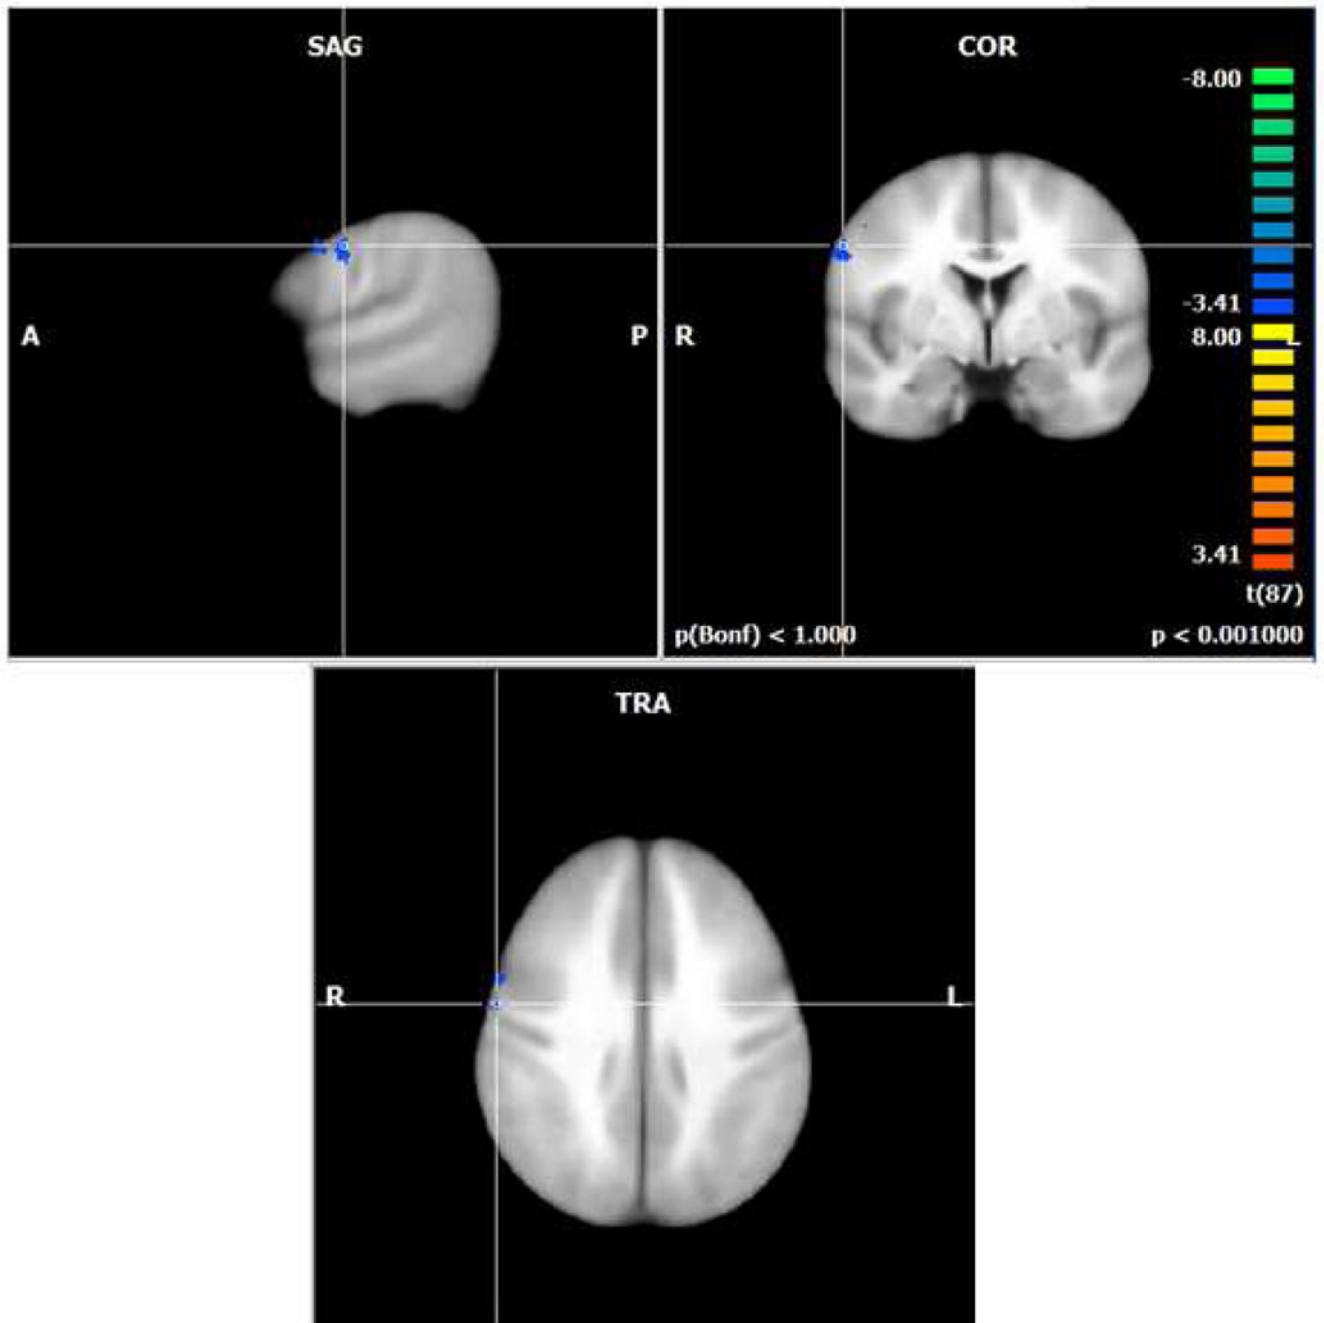 SAG
A
P
COR
-8.00
-3.41
8.00
R
L
3.41
t(87)
p(Bonf) < 1.000
p < 0.001000
TRA
R
L